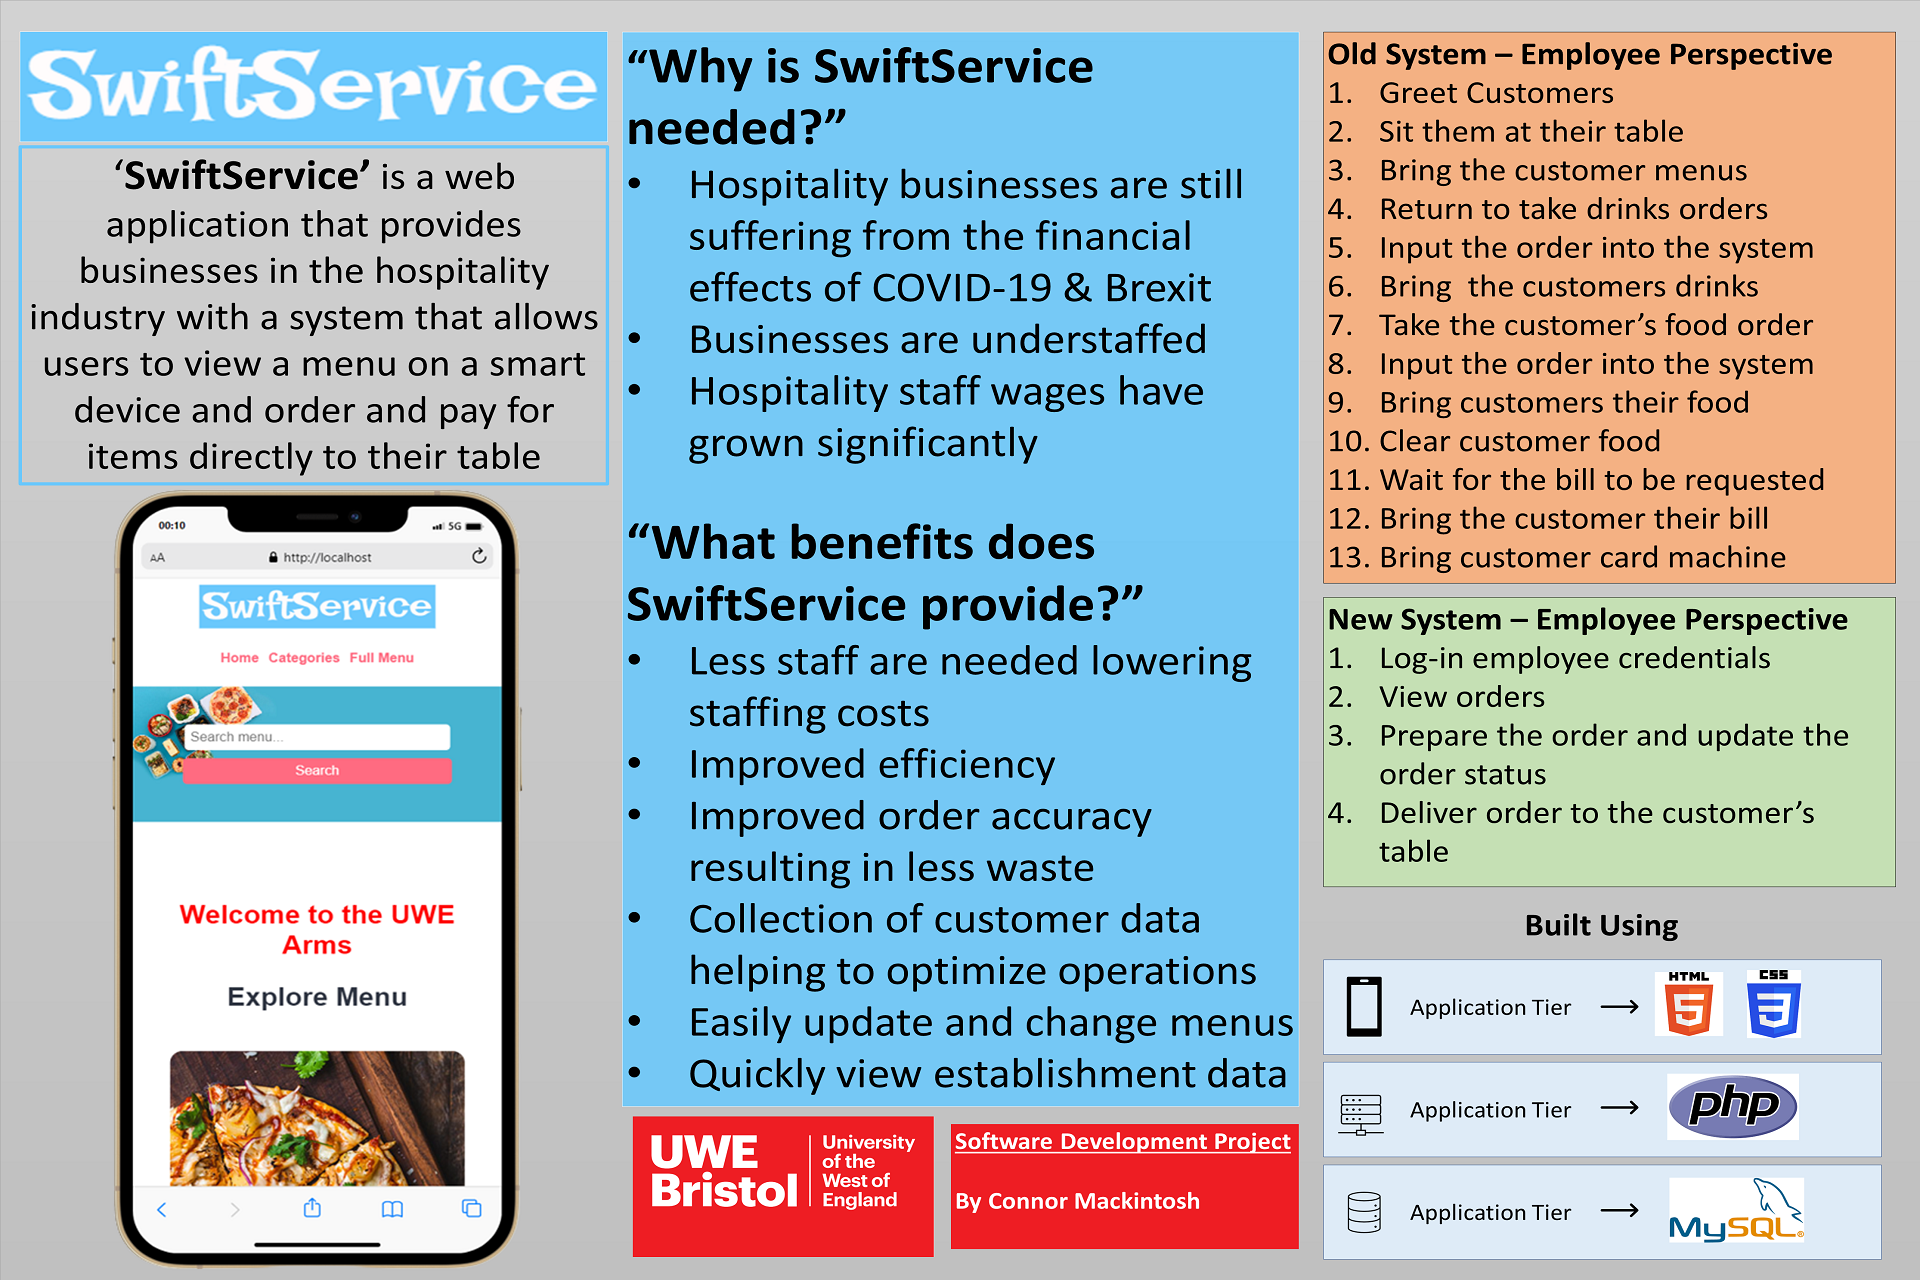 SwiftService
‘SwiftService’ is a web
application that provides
businesses in the hospitality
industry with a system that allows
users to view a menu on a smart
device and order and pay for
items directly to their table
00:10
5G
AA
http://localhost
SwiftService
Home Categories Full Menu
Search menu...
Search
Welcome to the UWE
Arms
Explore Menu
“Why is SwiftService
needed?”
• Hospitality businesses are still
suffering from the financial
effects of COVID-19 & Brexit
• Businesses are understaffed
• Hospitality staff wages have
grown significantly
“What benefits does
SwiftService provide?”
• Less staff are needed lowering
staffing costs
• Improved efficiency
• Improved order accuracy
resulting in less waste
• Collection of customer data
helping to optimize operations
• Easily update and change menus
• Quickly view establishment data
UWE
Bristol
University
of the
West of
England
Software Development Project
By Connor Mackintosh
Old System – Employee Perspective
1. Greet Customers
2. Sit them at their table
3. Bring the customer menus
4. Return to take drinks orders
5. Input the order into the system
6. Bring  the customers drinks
7. Take the customer’s food order
8. Input the order into the system
9. Bring customers their food
10. Clear customer food
11. Wait for the bill to be requested
12. Bring the customer their bill
13. Bring customer card machine
New System – Employee Perspective
1. Log-in employee credentials
2. View orders
3. Prepare the order and update the
order status
4. Deliver order to the customer’s
table
Built Using
Application Tier
HTML
5
CSS
3
Application Tier
php
Application Tier
MySQL®